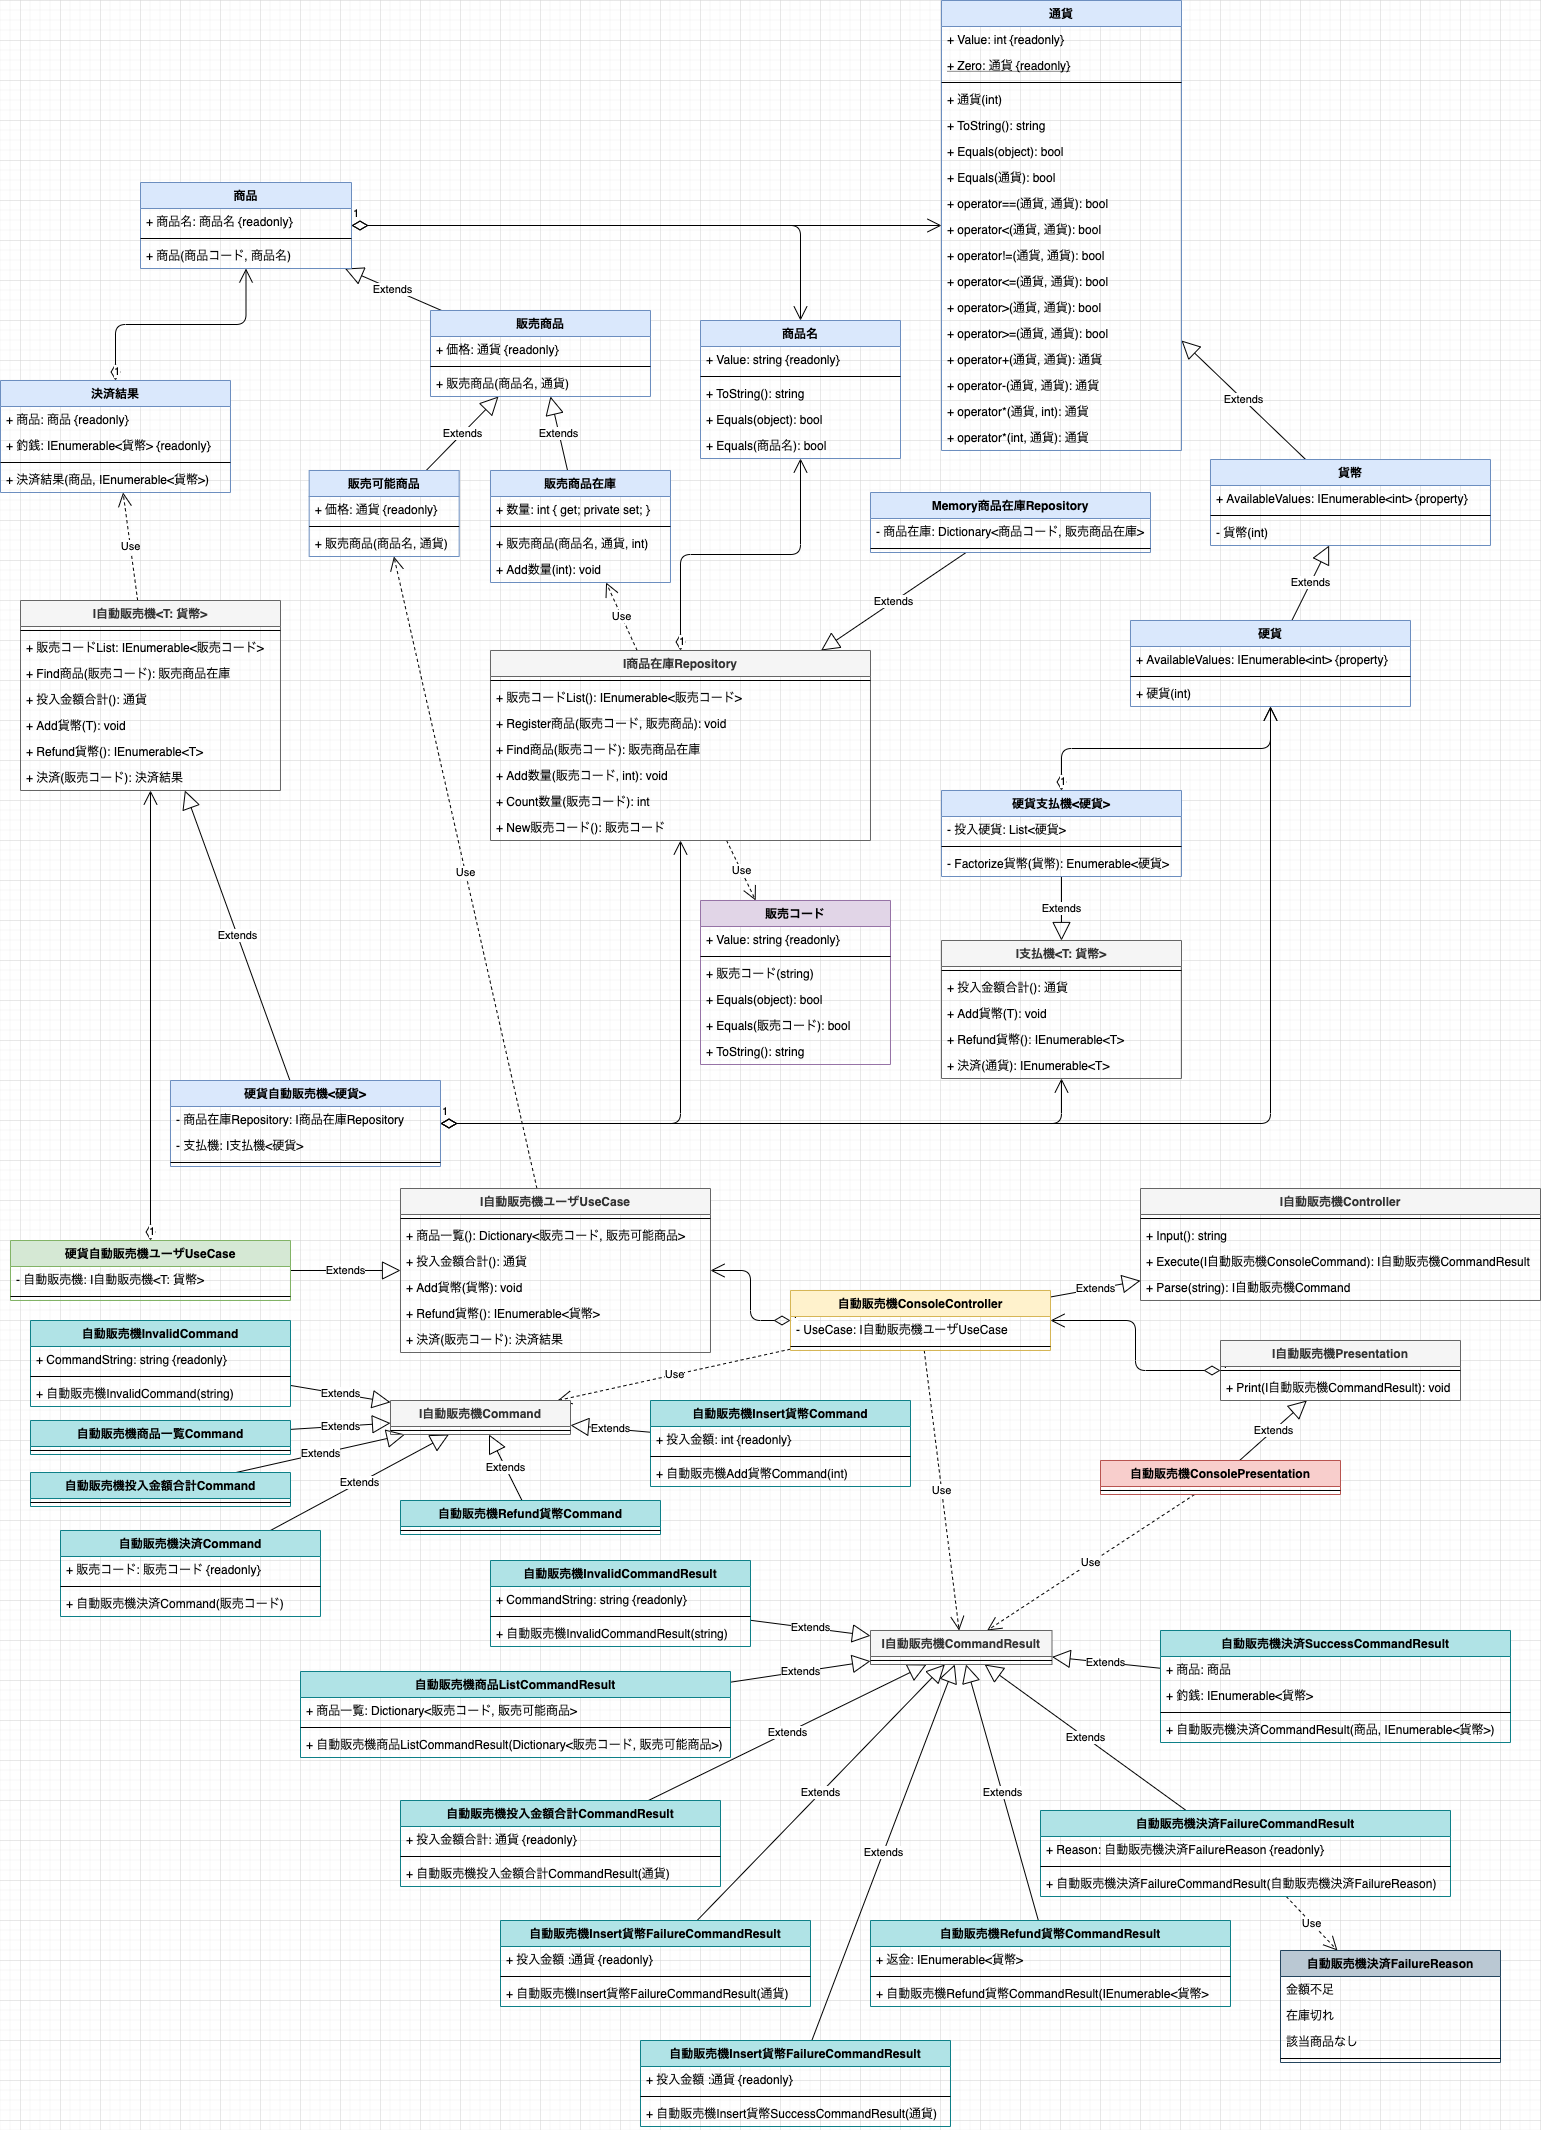 通貨
+ Value: int {readonly}
+ Zero: 通貨 {readonly}
+ 通貨(int)
+ ToString(): string
+ Equals(object): bool
+ Equals(通貨): bool
+ operator==(通貨, 通貨): bool
+ operator<(通貨, 通貨): bool
+ operator!=(通貨, 通貨): bool
+ operator<=(通貨, 通貨): bool
+ operator>(通貨, 通貨): bool
+ operator>=(通貨, 通貨): bool
+ operator+(通貨, 通貨): 通貨
+ operator-(通貨, 通貨): 通貨
+ operator*(通貨, int): 通貨
+ operator*(int, 通貨): 通貨
商品
+ 商品名: 商品名 {readonly}
+ 商品(商品コード, 商品名)
1
Extends
販売商品
+ 価格: 通貨 {readonly}
+ 販売商品(商品名, 通貨)
商品名
+ Value: string {readonly}
+ ToString(): string
+ Equals(object): bool
+ Equals(商品名): bool
1
決済結果
+ 商品: 商品 {readonly}
+ 釣銭: IEnumerable<貨幣> {readonly}
+ 決済結果(商品, IEnumerable<貨幣>)
Extends
Extends
Extends
販売可能商品
+ 価格: 通貨 {readonly}
+ 販売商品(商品名, 通貨)
販売商品在庫
+ 数量: int { get; private set; }
+ 販売商品(商品名, 通貨, int)
+ Add数量(int): void
Memory商品在庫Repository
- 商品在庫: Dictionary<商品コード, 販売商品在庫>
貨幣
+ AvailableValues: IEnumerable<int> {property}
- 貨幣(int)
Use
Extends
Extends
Use
I自動販売機<T: 貨幣>
+ 販売コードList: IEnumerable<販売コード>
+ Find商品(販売コード): 販売商品在庫
+ 投入金額合計(): 通貨
+ Add貨幣(T): void
+ Refund貨幣(): IEnumerable<T>
+ 決済(販売コード): 決済結果
1
I商品在庫Repository
+ 販売コードList(): IEnumerable<販売コード>
+ Register商品(販売コード, 販売商品): void
+ Find商品(販売コード): 販売商品在庫
+ Add数量(販売コード, int): void
+ Count数量(販売コード): int
+ New販売コード(): 販売コード
硬貨
+ AvailableValues: IEnumerable<int> {property}
+ 硬貨(int)
1
硬貨支払機<硬貨>
- 投入硬貨: List<硬貨>
- Factorize貨幣(貨幣): Enumerable<硬貨>
Use
Use
Extends
Extends
販売コード
+ Value: string {readonly}
+ 販売コード(string)
+ Equals(object): bool
+ Equals(販売コード): bool
+ ToString(): string
I支払機<T: 貨幣>
+ 投入金額合計(): 通貨
+ Add貨幣(T): void
+ Refund貨幣(): IEnumerable<T>
+ 決済(通貨): IEnumerable<T>
硬貨自動販売機<硬貨>
- 商品在庫Repository: I商品在庫Repository
- 支払機: I支払機<硬貨>
1
1
硬貨自動販売機ユーザUseCase
- 自動販売機: I自動販売機<T: 貨幣>
Extends
I自動販売機ユーザUseCase
+ 商品一覧(): Dictionary<販売コード, 販売可能商品>
+ 投入金額合計(): 通貨
+ Add貨幣(貨幣): void
+ Refund貨幣(): IEnumerable<貨幣>
+ 決済(販売コード): 決済結果
I自動販売機Controller
+ Input(): string
+ Execute(I自動販売機ConsoleCommand): I自動販売機CommandResult
+ Parse(string): I自動販売機Command
Extends
自動販売機ConsoleController
- UseCase: I自動販売機ユーザUseCase
I自動販売機Presentation
+ Print(I自動販売機CommandResult): void
自動販売機InvalidCommand
+ CommandString: string {readonly}
+ 自動販売機InvalidCommand(string)
Use
Extends
I自動販売機Command
自動販売機Insert貨幣Command
+ 投入金額: int {readonly}
+ 自動販売機Add貨幣Command(int)
Extends
Extends
Extends
自動販売機商品一覧Command
Extends
Extends
Extends
自動販売機ConsolePresentation
自動販売機投入金額合計Command
Use
自動販売機Refund貨幣Command
自動販売機決済Command
+ 販売コード: 販売コード {readonly}
+ 自動販売機決済Command(販売コード)
Use
自動販売機InvalidCommandResult
+ CommandString: string {readonly}
+ 自動販売機InvalidCommandResult(string)
Extends
I自動販売機CommandResult
Extends
自動販売機決済SuccessCommandResult
+ 商品: 商品
+ 釣銭: IEnumerable<貨幣>
+ 自動販売機決済CommandResult(商品, IEnumerable<貨幣>)
Extends
自動販売機商品ListCommandResult
+ 商品一覧: Dictionary<販売コード, 販売可能商品>
+ 自動販売機商品ListCommandResult(Dictionary<販売コード, 販売可能商品>)
Extends
Extends
Extends
Extends
Extends
自動販売機投入金額合計CommandResult
+ 投入金額合計: 通貨 {readonly}
+ 自動販売機投入金額合計CommandResult(通貨)
自動販売機決済FailureCommandResult
+ Reason: 自動販売機決済FailureReason {readonly}
+ 自動販売機決済FailureCommandResult(自動販売機決済FailureReason)
自動販売機Insert貨幣FailureCommandResult
+ 投入金額 :通貨 {readonly}
+ 自動販売機Insert貨幣FailureCommandResult(通貨)
自動販売機Refund貨幣CommandResult
+ 返金: IEnumerable<貨幣>
+ 自動販売機Refund貨幣CommandResult(IEnumerable<貨幣>
Use
自動販売機決済FailureReason
金額不足
在庫切れ
該当商品なし
自動販売機Insert貨幣FailureCommandResult
+ 投入金額 :通貨 {readonly}
+ 自動販売機Insert貨幣SuccessCommandResult(通貨)